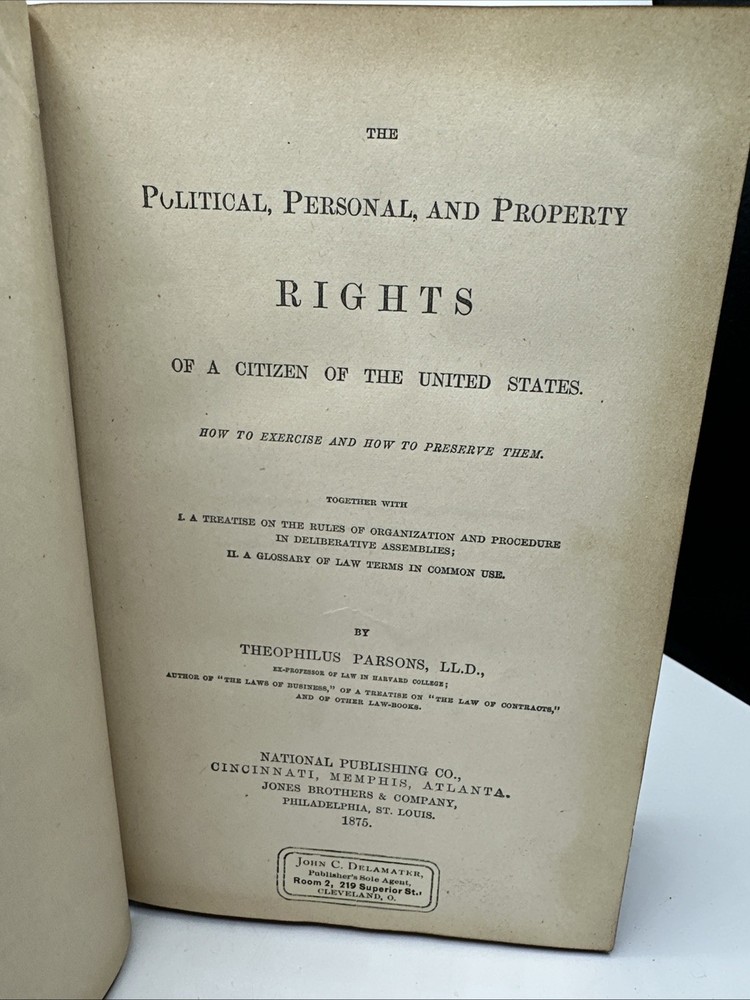 THE
POLITICAL, PERSONAL, AND PROPERTY
RIGHTS
OF A CITIZEN OF THE UNITED STATES.
HOW TO EXERCISE AND HOW TO PRESERVE THEM.
TOGETHER WITH
I. A TREATISE ON THE RULES OF ORGANIZATION AND PROCEDURE
IN DELIBERATIVE ASSEMBLIES;
II. A GLOSSARY OF LAW TERMS IN COMMON USE.
BY
THEOPHILUS PARSONS, LL.D.,
EX-PROFESSOR OF LAW IN HARVARD COLLEGE;
AUTHOR OF "THE LAWS OF BUSINESS," OF A TREATISE ON "THE LAW OF CONTRACTS,"
AND OF OTHER LAW-BOOKS.
NATIONAL PUBLISHING CO.,
CINCINNATI, MEMPHIS, ATLANTA.
JONES BROTHERS & COMPANY,
PHILADELPHIA, ST. LOUIS.
1875.
JOHN C. DELAMATER,
Publisher's Sole Agent,
Room 2, 219 Superior St.,
CLEVELAND, O.